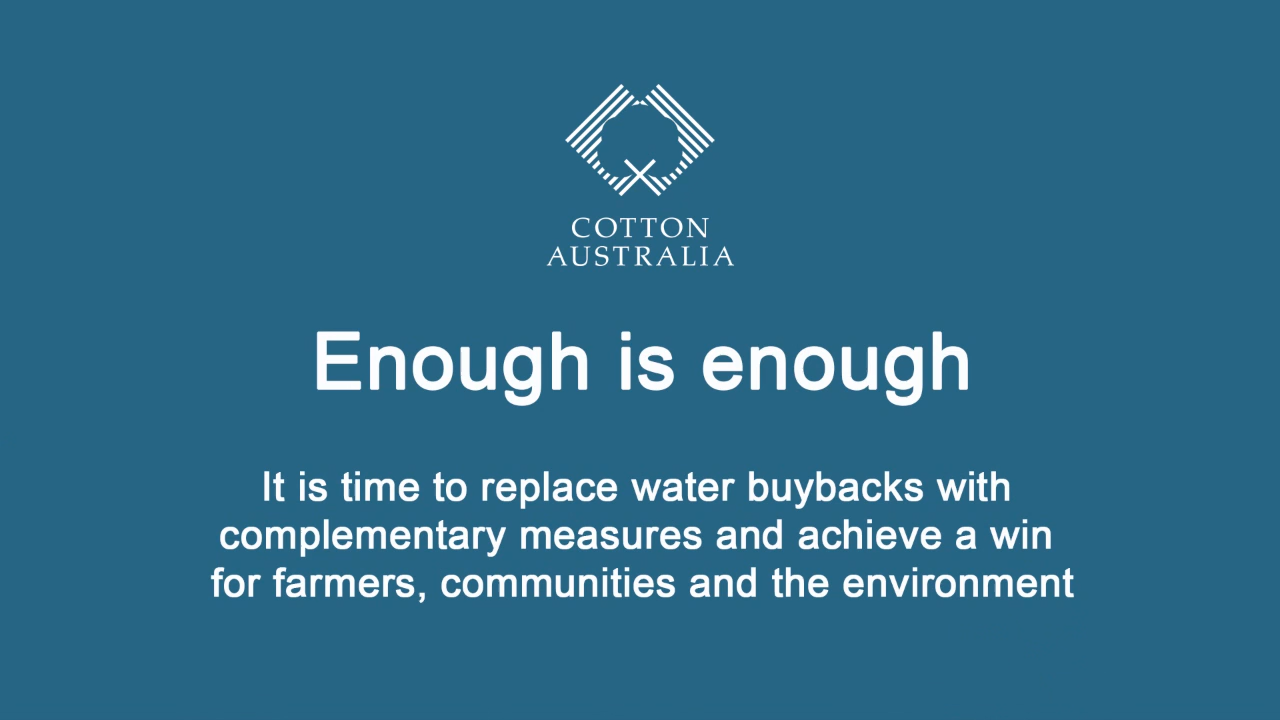 COTTON
AUSTRALIA
Enough is enough
It is time to replace water buybacks with
complementary measures and achieve a win
for farmers, communities and the environment